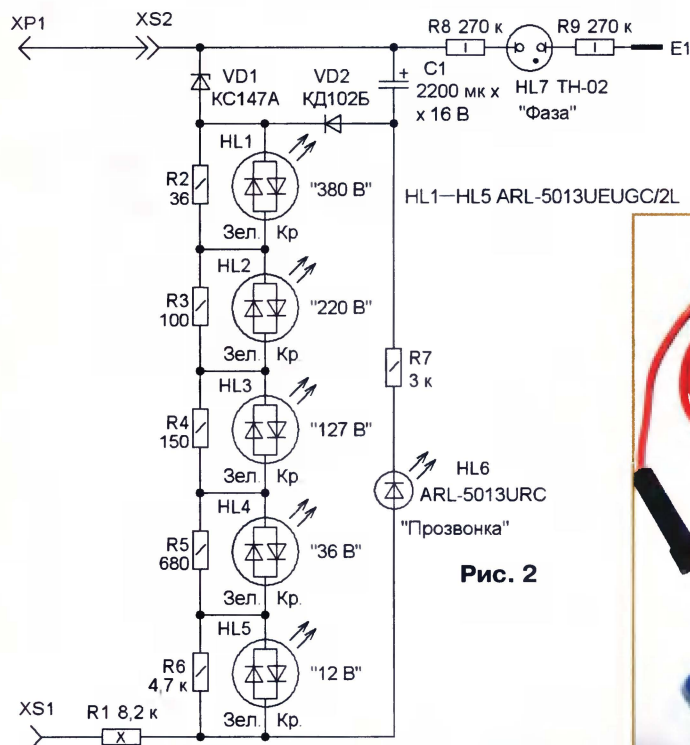 XP1
XS2
R8 270 к
R9 270 к
E1
VD1
КС147А
VD2
КД102Б
C1
2200 мк х
х 16 В
HL7 ТН-02
"Фаза"
HL1
R2
36
"380 В"
HL1—HL5 ARL-5013UEUGC/2L
Зел. Кр.
HL2
R3
100
"220 В"
Зел. Кр.
HL3
R4
150
"127 В"
R7
3 к
Зел. Кр.
HL4
R5
680
"36 В"
HL6
ARL-5013URC
"Прозвонка"
Зел. Кр.
Рис. 2
HL5
R6
4,7 к
"12 В"
XS1
R1 8,2 к
Зел. Кр.